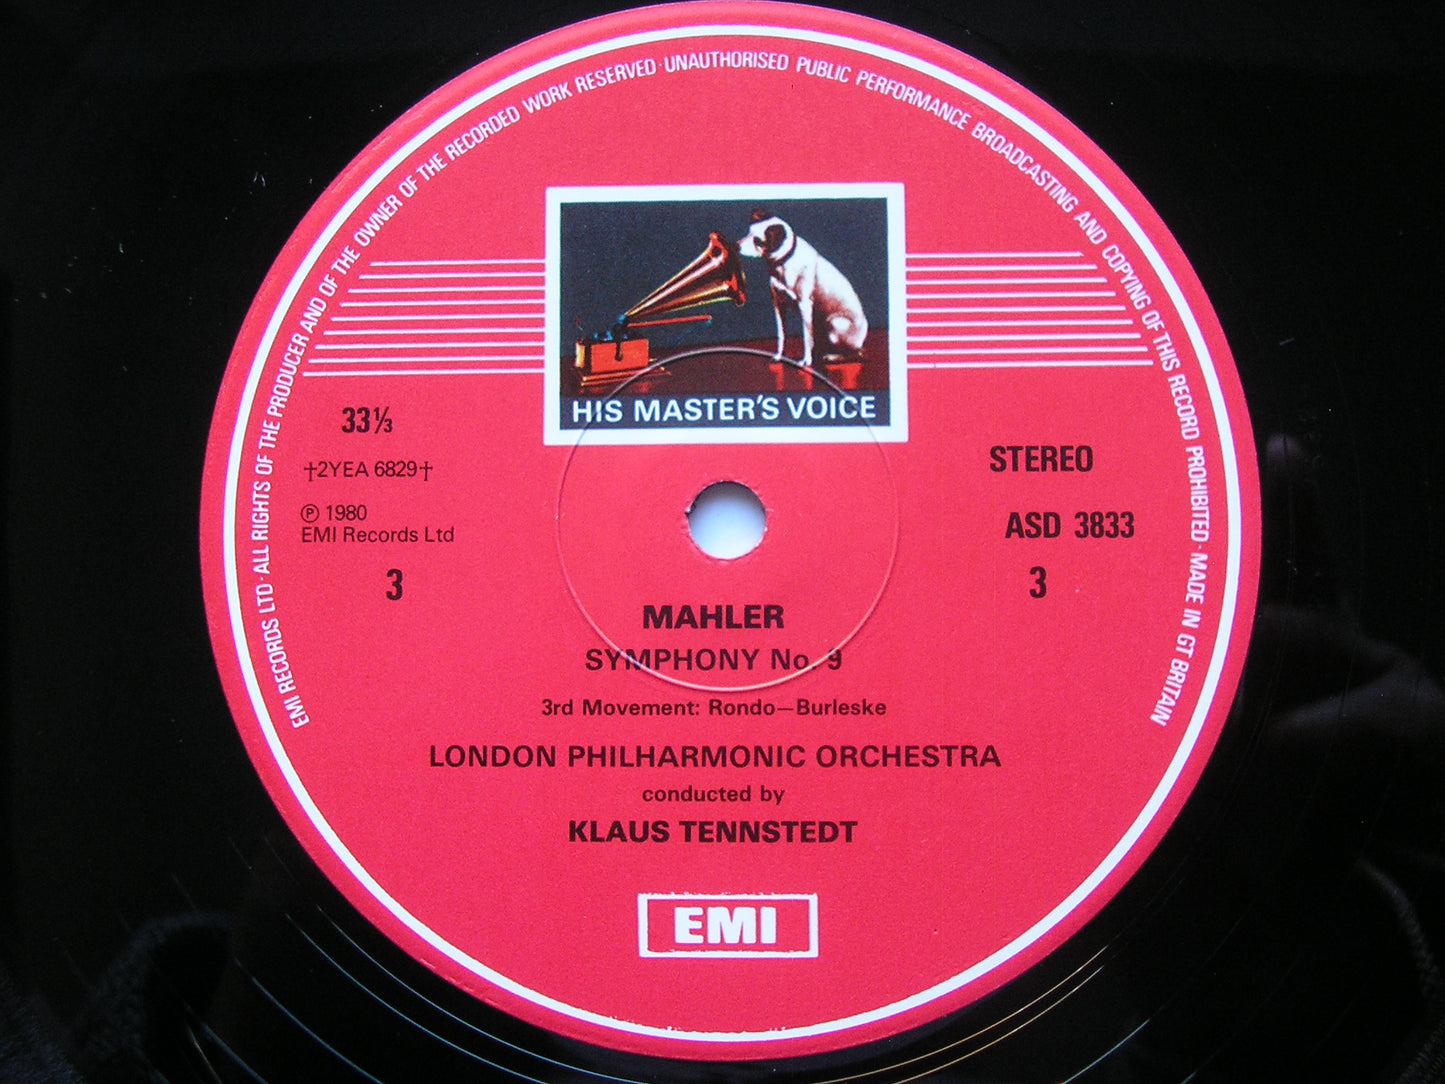 EMI RECORDS LTD · ALL RIGHTS OF THE PRODUCER AND OF THE OWNER OF THE RECORDED WORK RESERVED · UNAUTHORISED PUBLIC PERFORMANCE BROADCASTING AND COPYING OF THIS RECORD PROHIBITED · MADE IN GT BRITAIN
HIS MASTER'S VOICE
33⅓
†2YEA 6829†
℗ 1980
EMI Records Ltd
3
STEREO
ASD 3833
3
MAHLER
SYMPHONY No. 9
3rd Movement: Rondo—Burleske
LONDON PHILHARMONIC ORCHESTRA
conducted by
KLAUS TENNSTEDT
EMI